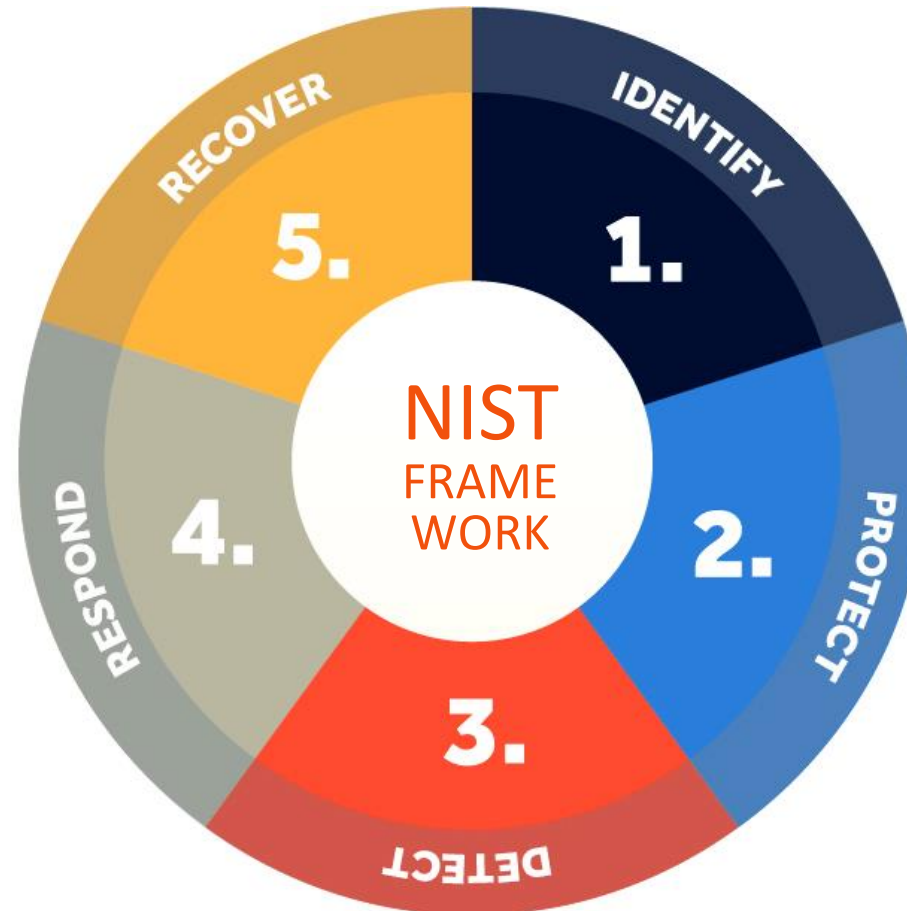 IDENTIFY
1.
PROTECT
2.
DETECT
3.
RESPOND
4.
RECOVER
5.
NIST
FRAME
WORK